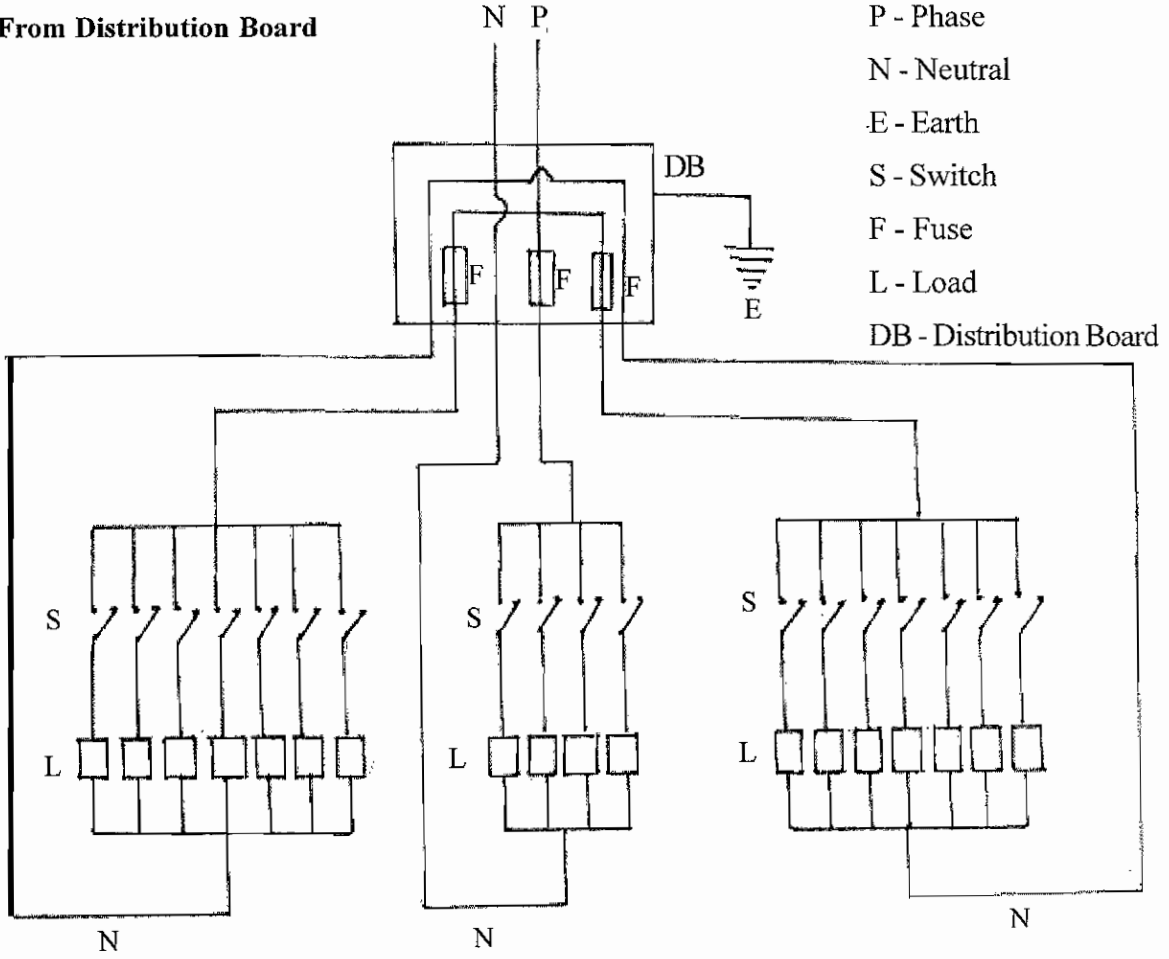 From Distribution Board
N P
P - Phase
N - Neutral
E - Earth
S - Switch
F - Fuse
L - Load
DB - Distribution Board
DB
F
F
F
E
S
S
S
L
L
L
N
N
N